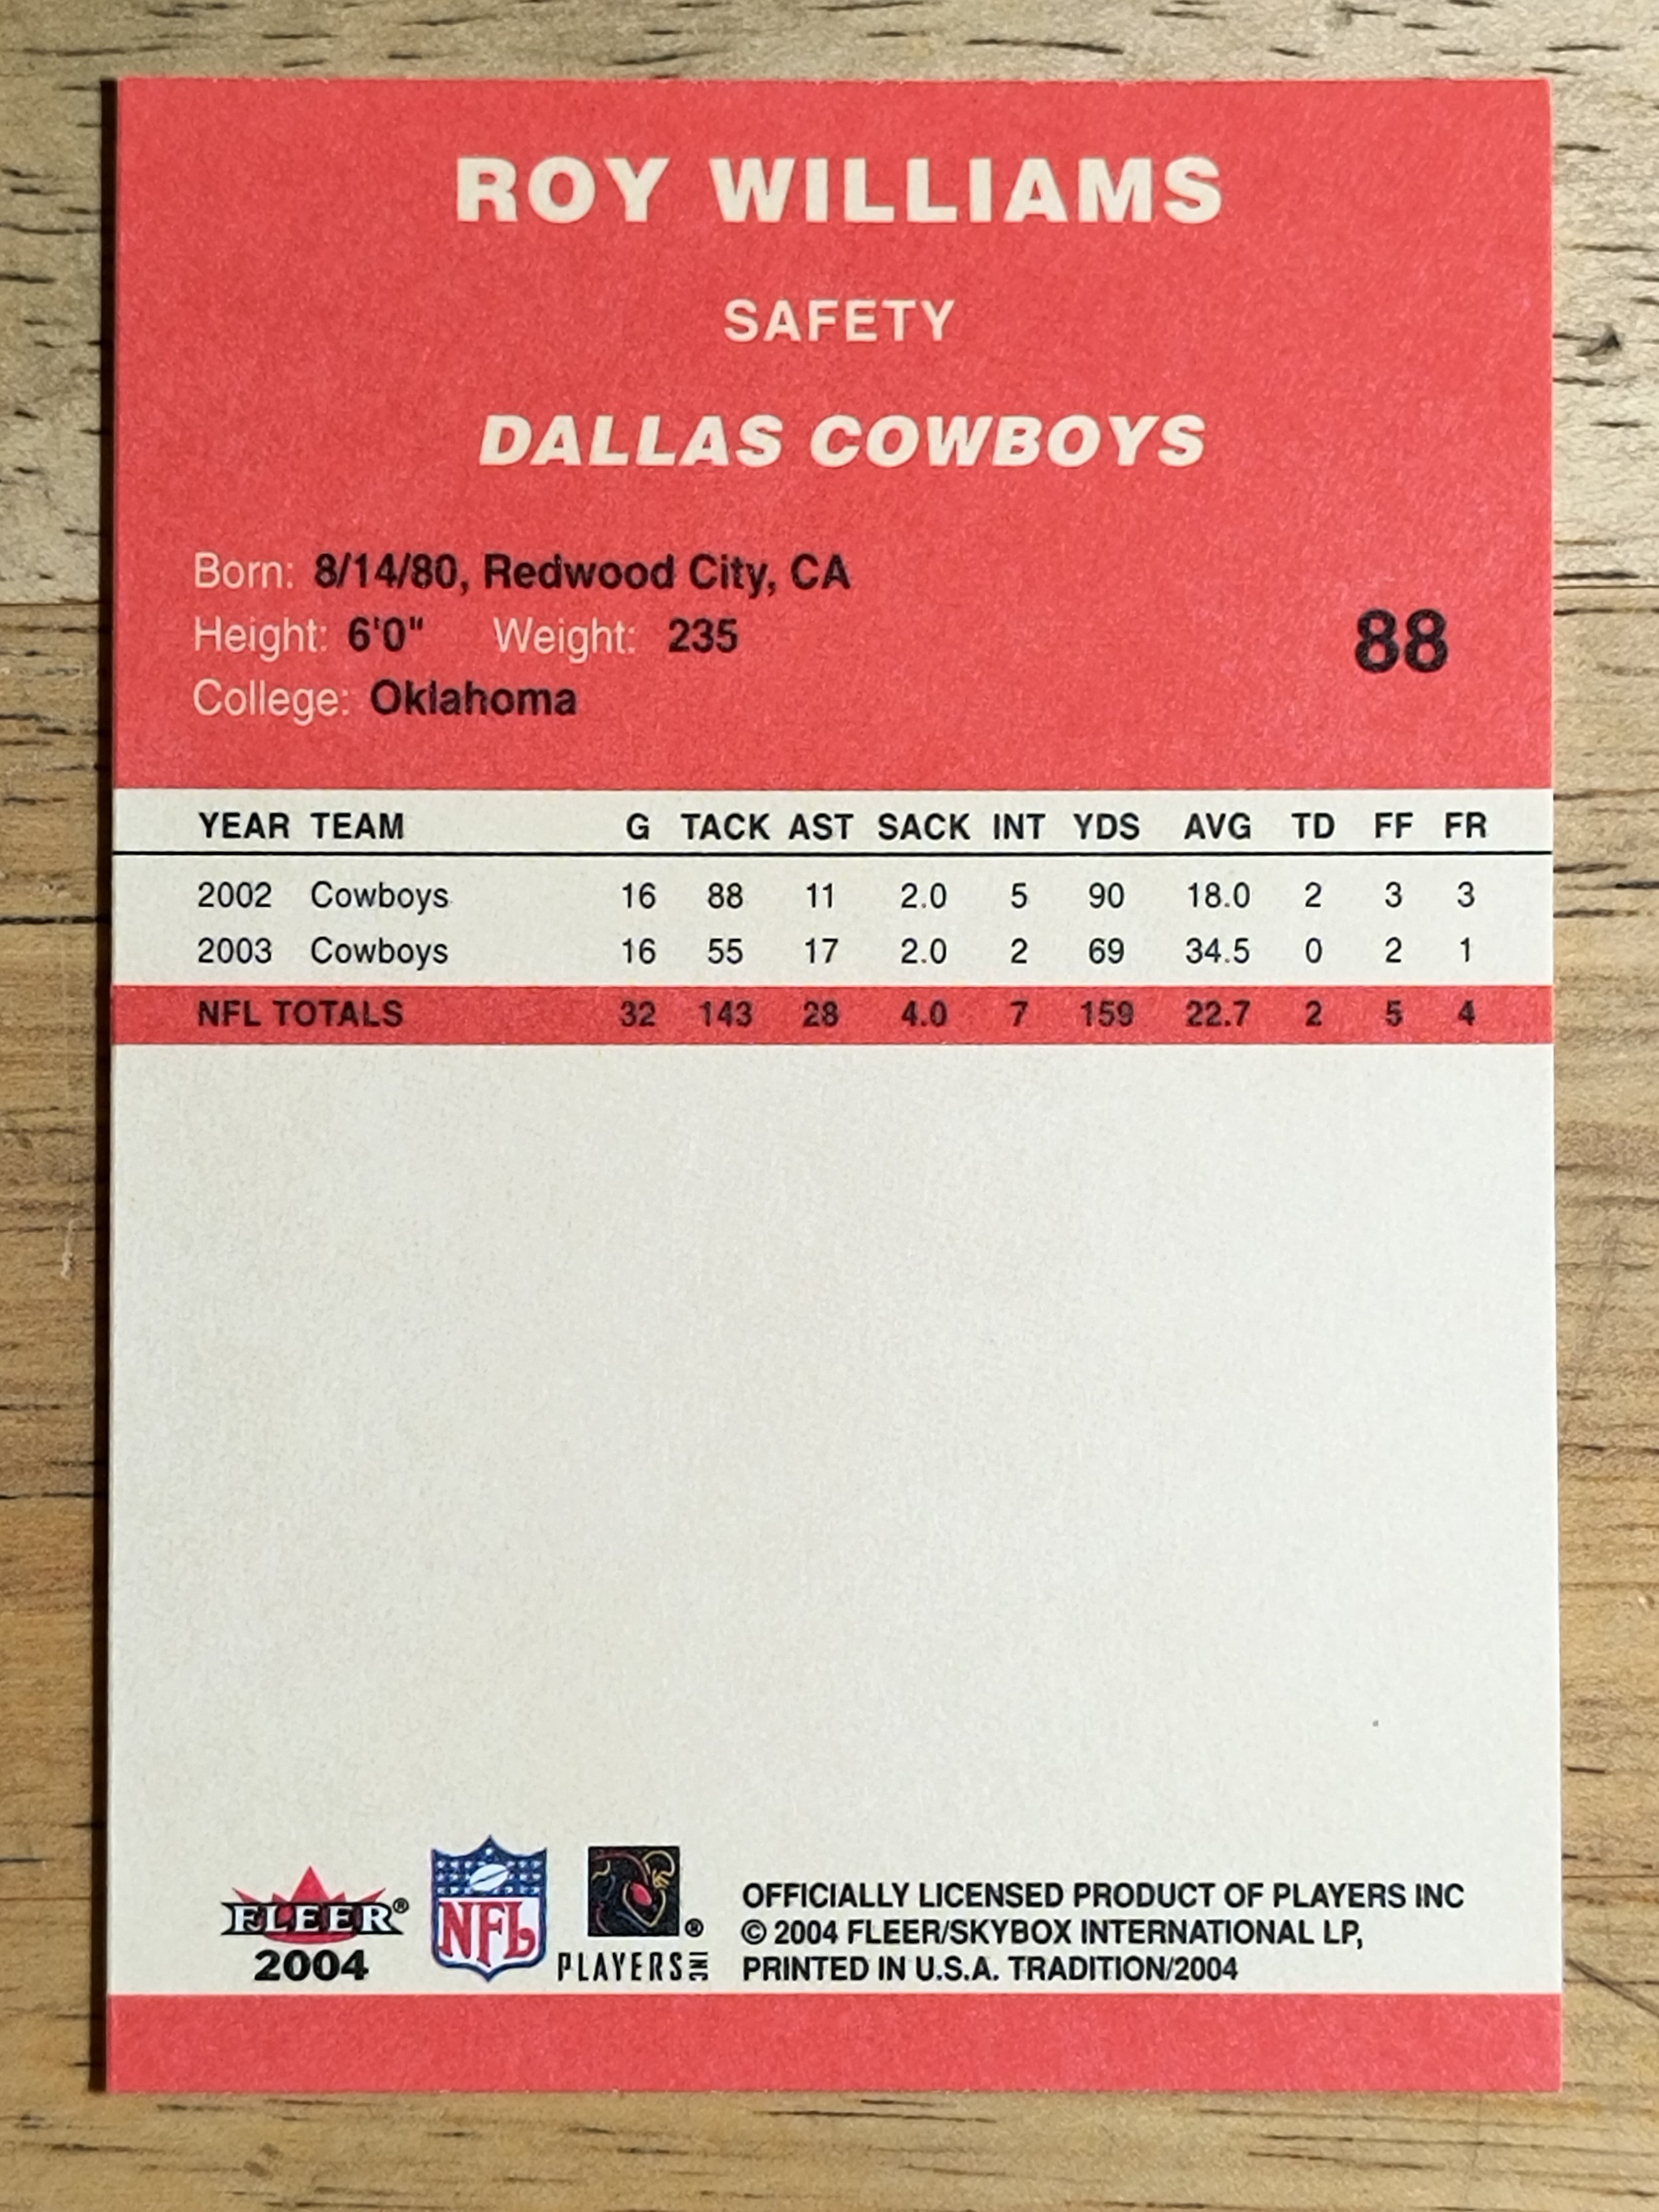 ROY WILLIAMS
SAFETY
DALLAS COWBOYS
Born: 8/14/80, Redwood City, CA
Height: 6'0" Weight: 235
88
College: Oklahoma
YEAR TEAM G TACK AST SACK INT YDS AVG TD FF FR
2002 Cowboys 16 88 11 2.0 5 90 18.0 2 3 3
2003 Cowboys 16 55 17 2.0 2 69 34.5 0 2 1
NFL TOTALS 32 143 28 4.0 7 159 22.7 2 5 4
FLEER®
2004
NFL
®
PLAYERS INC
OFFICIALLY LICENSED PRODUCT OF PLAYERS INC
© 2004 FLEER/SKYBOX INTERNATIONAL LP,
PRINTED IN U.S.A. TRADITION/2004